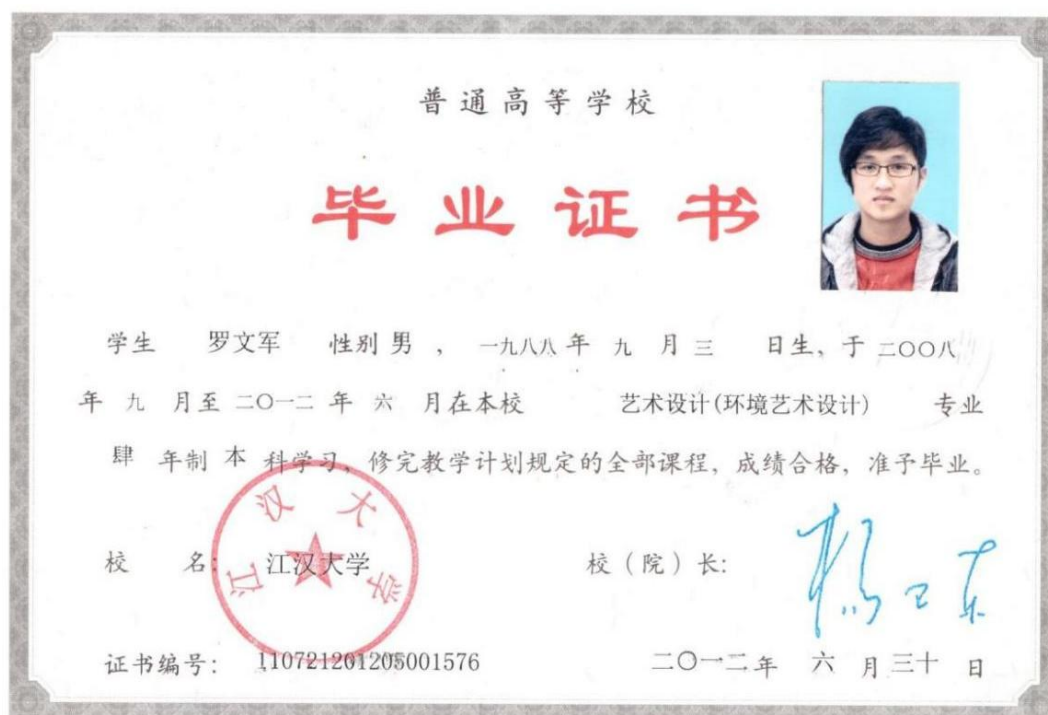 普通高等学校
毕业证书
学生 罗文军 性别 男 , 一九八八年 九 月 三 日生, 于 二〇〇八
年 九 月至 二〇一二 年 六 月在本校 艺术设计(环境艺术设计) 专业
肆 年制 本 科学习, 修完教学计划规定的全部课程, 成绩合格, 准予毕业。
江汉大学
校 名: 江汉大学 校(院)长:
证书编号: 110721201205001576 二〇一二年 六 月 三十 日